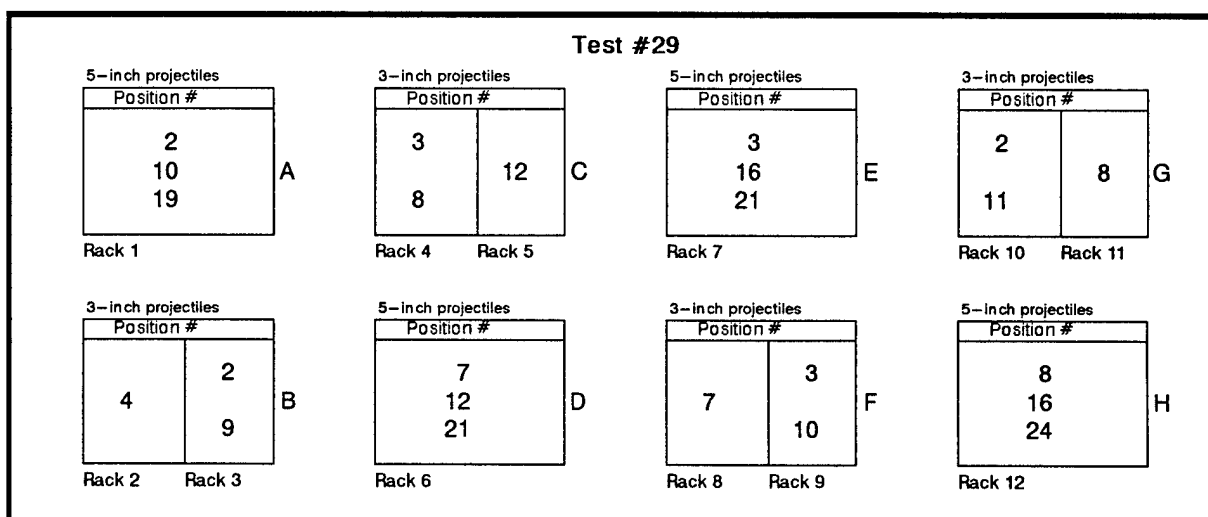 Test #29
5-inch projectiles
Position #
2
10
19
A
Rack 1
3-inch projectiles
Position #
3
8
12
C
Rack 4 Rack 5
5-inch projectiles
Position #
3
16
21
E
Rack 7
3-inch projectiles
Position #
2
11
8
G
Rack 10 Rack 11
3-inch projectiles
Position #
4
2
9
B
Rack 2 Rack 3
5-inch projectiles
Position #
7
12
21
D
Rack 6
3-inch projectiles
Position #
7
3
10
F
Rack 8 Rack 9
5-inch projectiles
Position #
8
16
24
H
Rack 12